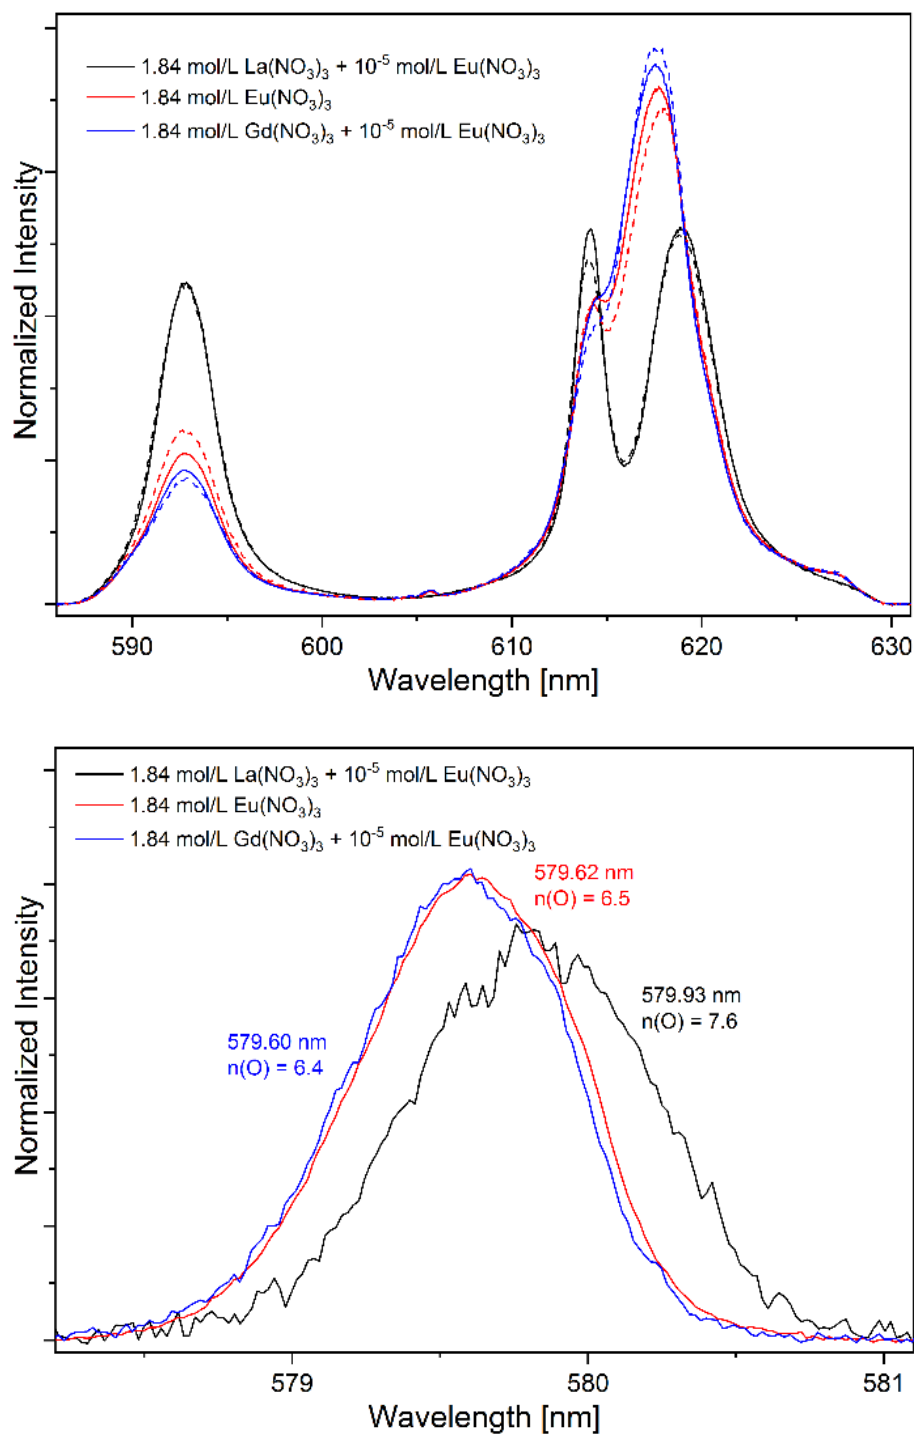 1.84 mol/L La(NO₃)₃ + 10⁻⁵ mol/L Eu(NO₃)₃
1.84 mol/L Eu(NO₃)₃
1.84 mol/L Gd(NO₃)₃ + 10⁻⁵ mol/L Eu(NO₃)₃
Normalized Intensity
590 600 610 620 630
Wavelength [nm]
1.84 mol/L La(NO₃)₃ + 10⁻⁵ mol/L Eu(NO₃)₃
1.84 mol/L Eu(NO₃)₃
1.84 mol/L Gd(NO₃)₃ + 10⁻⁵ mol/L Eu(NO₃)₃
579.62 nm
n(O) = 6.5
579.93 nm
n(O) = 7.6
579.60 nm
n(O) = 6.4
Normalized Intensity
579 580 581
Wavelength [nm]